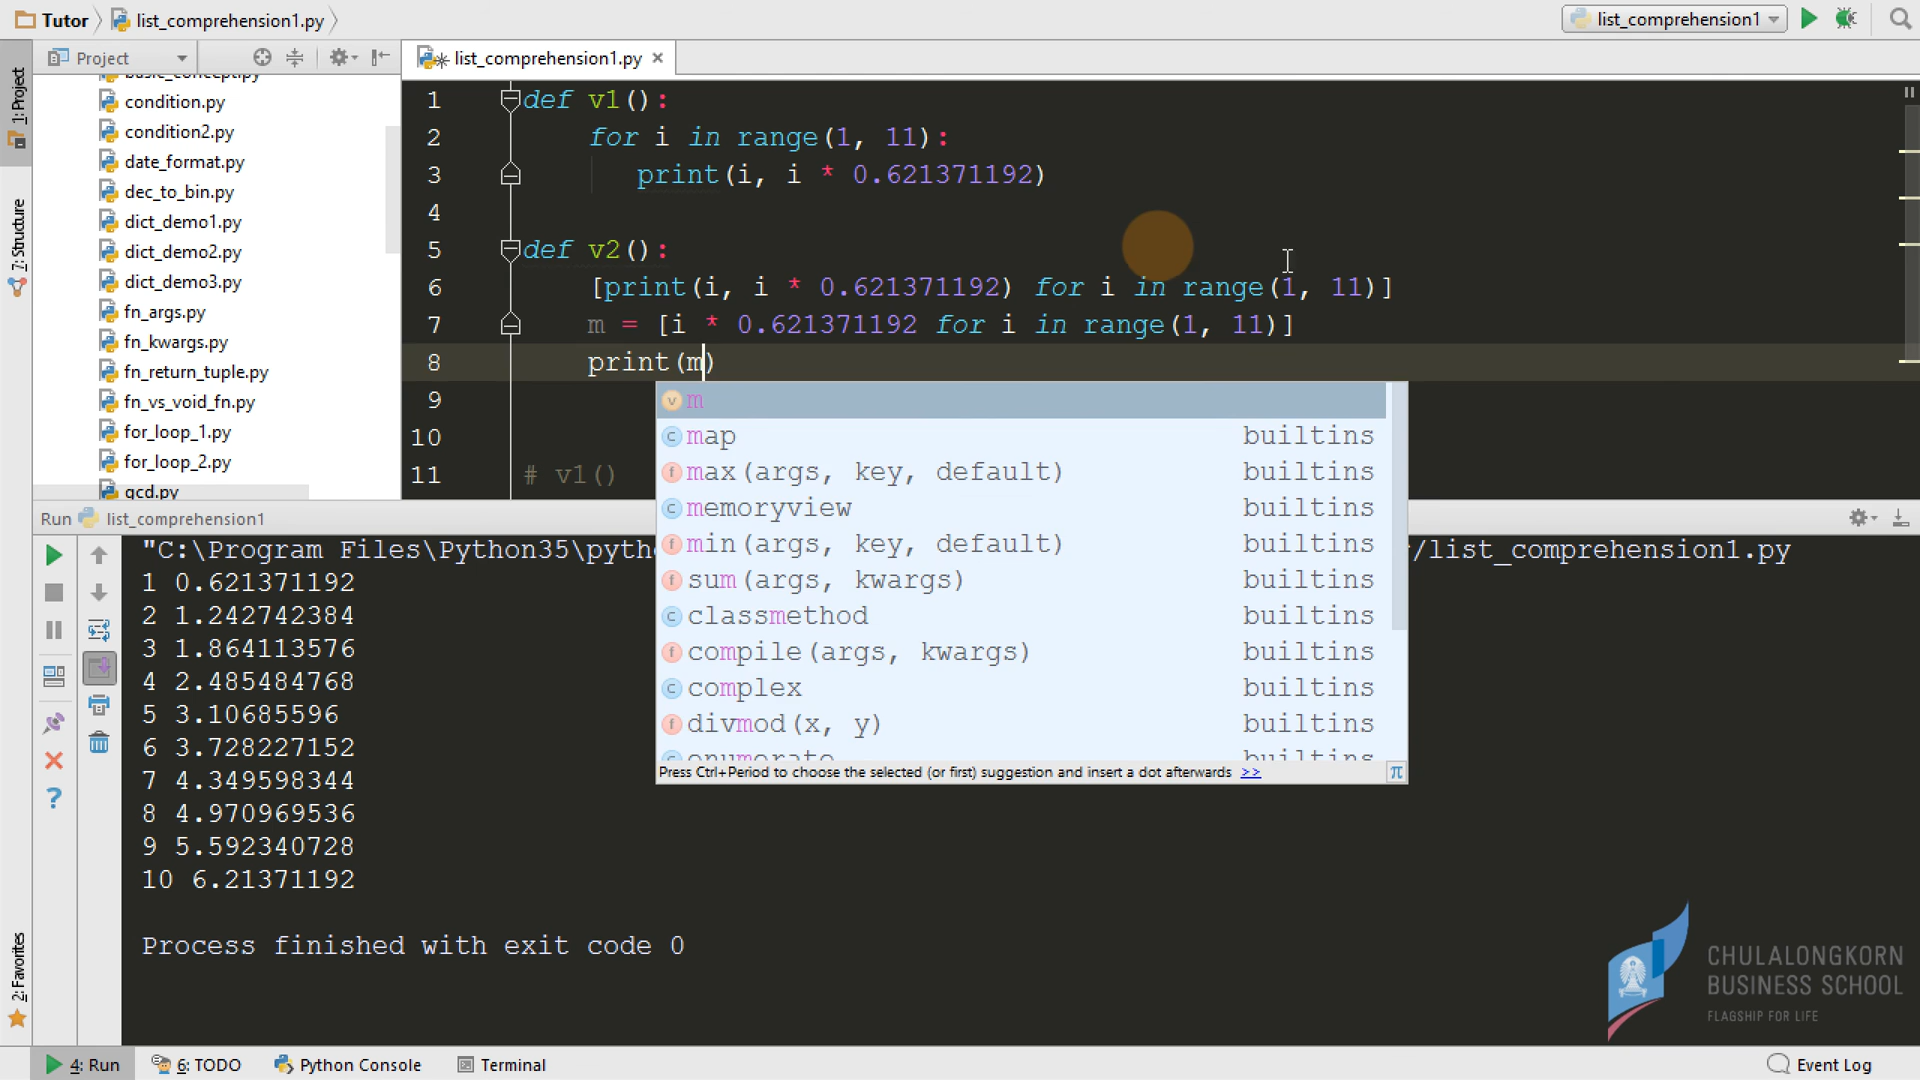 Tutor list_comprehension1.py list_comprehension1
Project list_comprehension1.py
basic_concept.py
condition.py
condition2.py
date_format.py
dec_to_bin.py
dict_demo1.py
dict_demo2.py
dict_demo3.py
fn_args.py
fn_kwargs.py
fn_return_tuple.py
fn_vs_void_fn.py
for_loop_1.py
for_loop_2.py
gcd.py
1: Project
7: Structure
2: Favorites
1 def v1():
2 for i in range(1, 11):
3 print(i, i * 0.621371192)
4
5 def v2():
6 [print(i, i * 0.621371192) for i in range(1, 11)]
7 m = [i * 0.621371192 for i in range(1, 11)]
8 print(m)
9
10
11 # v1()
m
map builtins
max(args, key, default) builtins
memoryview builtins
min(args, key, default) builtins
sum(args, kwargs) builtins
classmethod builtins
compile(args, kwargs) builtins
complex builtins
divmod(x, y) builtins
enumerate builtins
Press Ctrl+Period to choose the selected (or first) suggestion and insert a dot afterwards >>
π
Run list_comprehension1
"C:\Program Files\Python35\pytho /list_comprehension1.py
1 0.621371192
2 1.242742384
3 1.864113576
4 2.485484768
5 3.10685596
6 3.728227152
7 4.349598344
8 4.970969536
9 5.592340728
10 6.21371192
Process finished with exit code 0
CHULALONGKORN
BUSINESS SCHOOL
FLAGSHIP FOR LIFE
4: Run 6: TODO Python Console Terminal Event Log